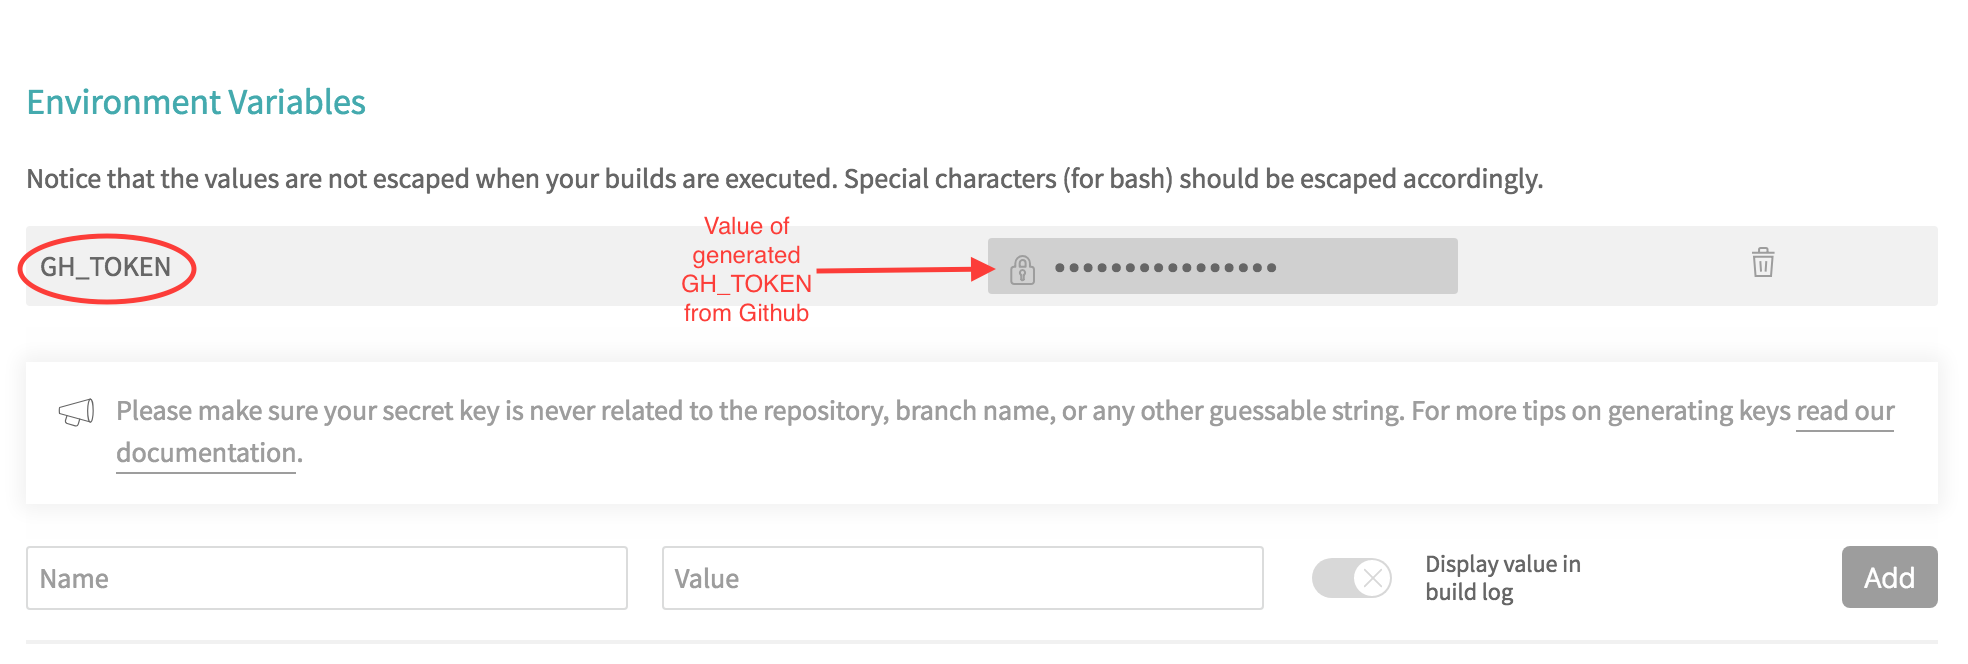 Environment Variables
Notice that the values are not escaped when your builds are executed. Special characters (for bash) should be escaped accordingly.
GH_TOKEN
Value of
generated
GH_TOKEN
from Github
••••••••••••••••
Please make sure your secret key is never related to the repository, branch name, or any other guessable string. For more tips on generating keys read our
documentation.
Name
Value
Display value in
build log
Add